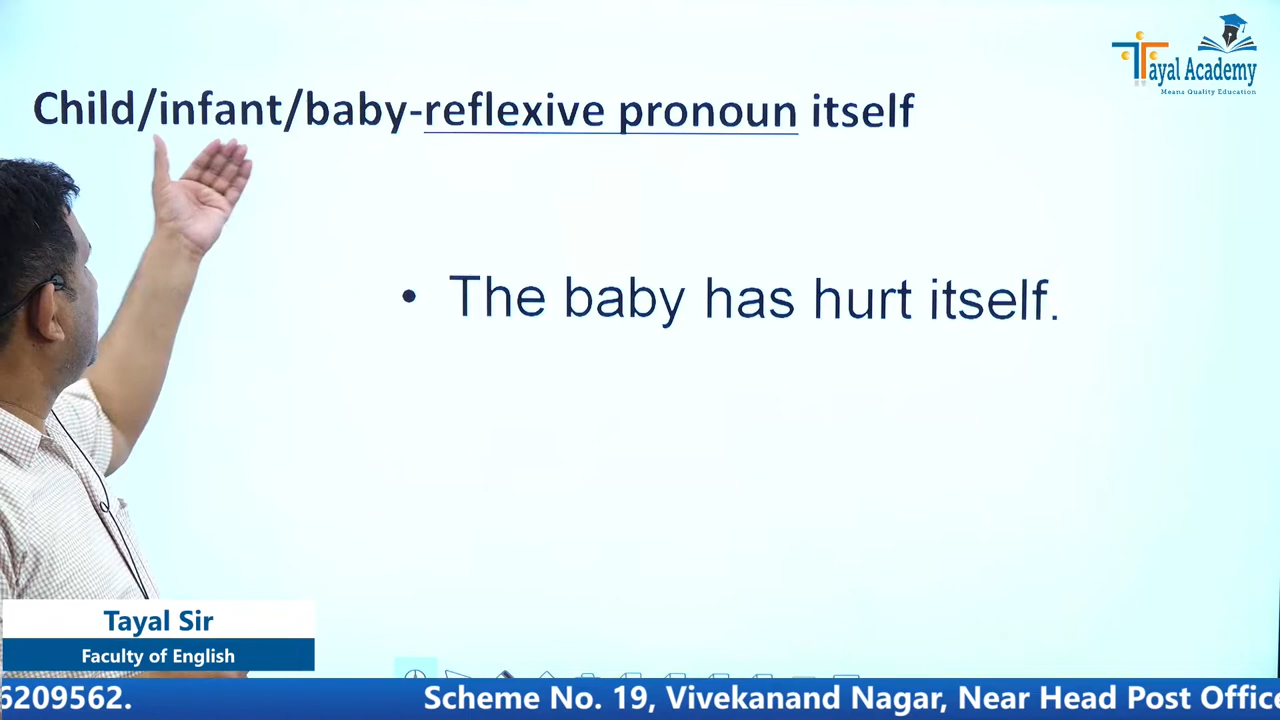 Tayal Academy
Means Quality Education
Child/infant/baby-reflexive pronoun itself
• The baby has hurt itself.
Tayal Sir
Faculty of English
6209562. Scheme No. 19, Vivekanand Nagar, Near Head Post Office